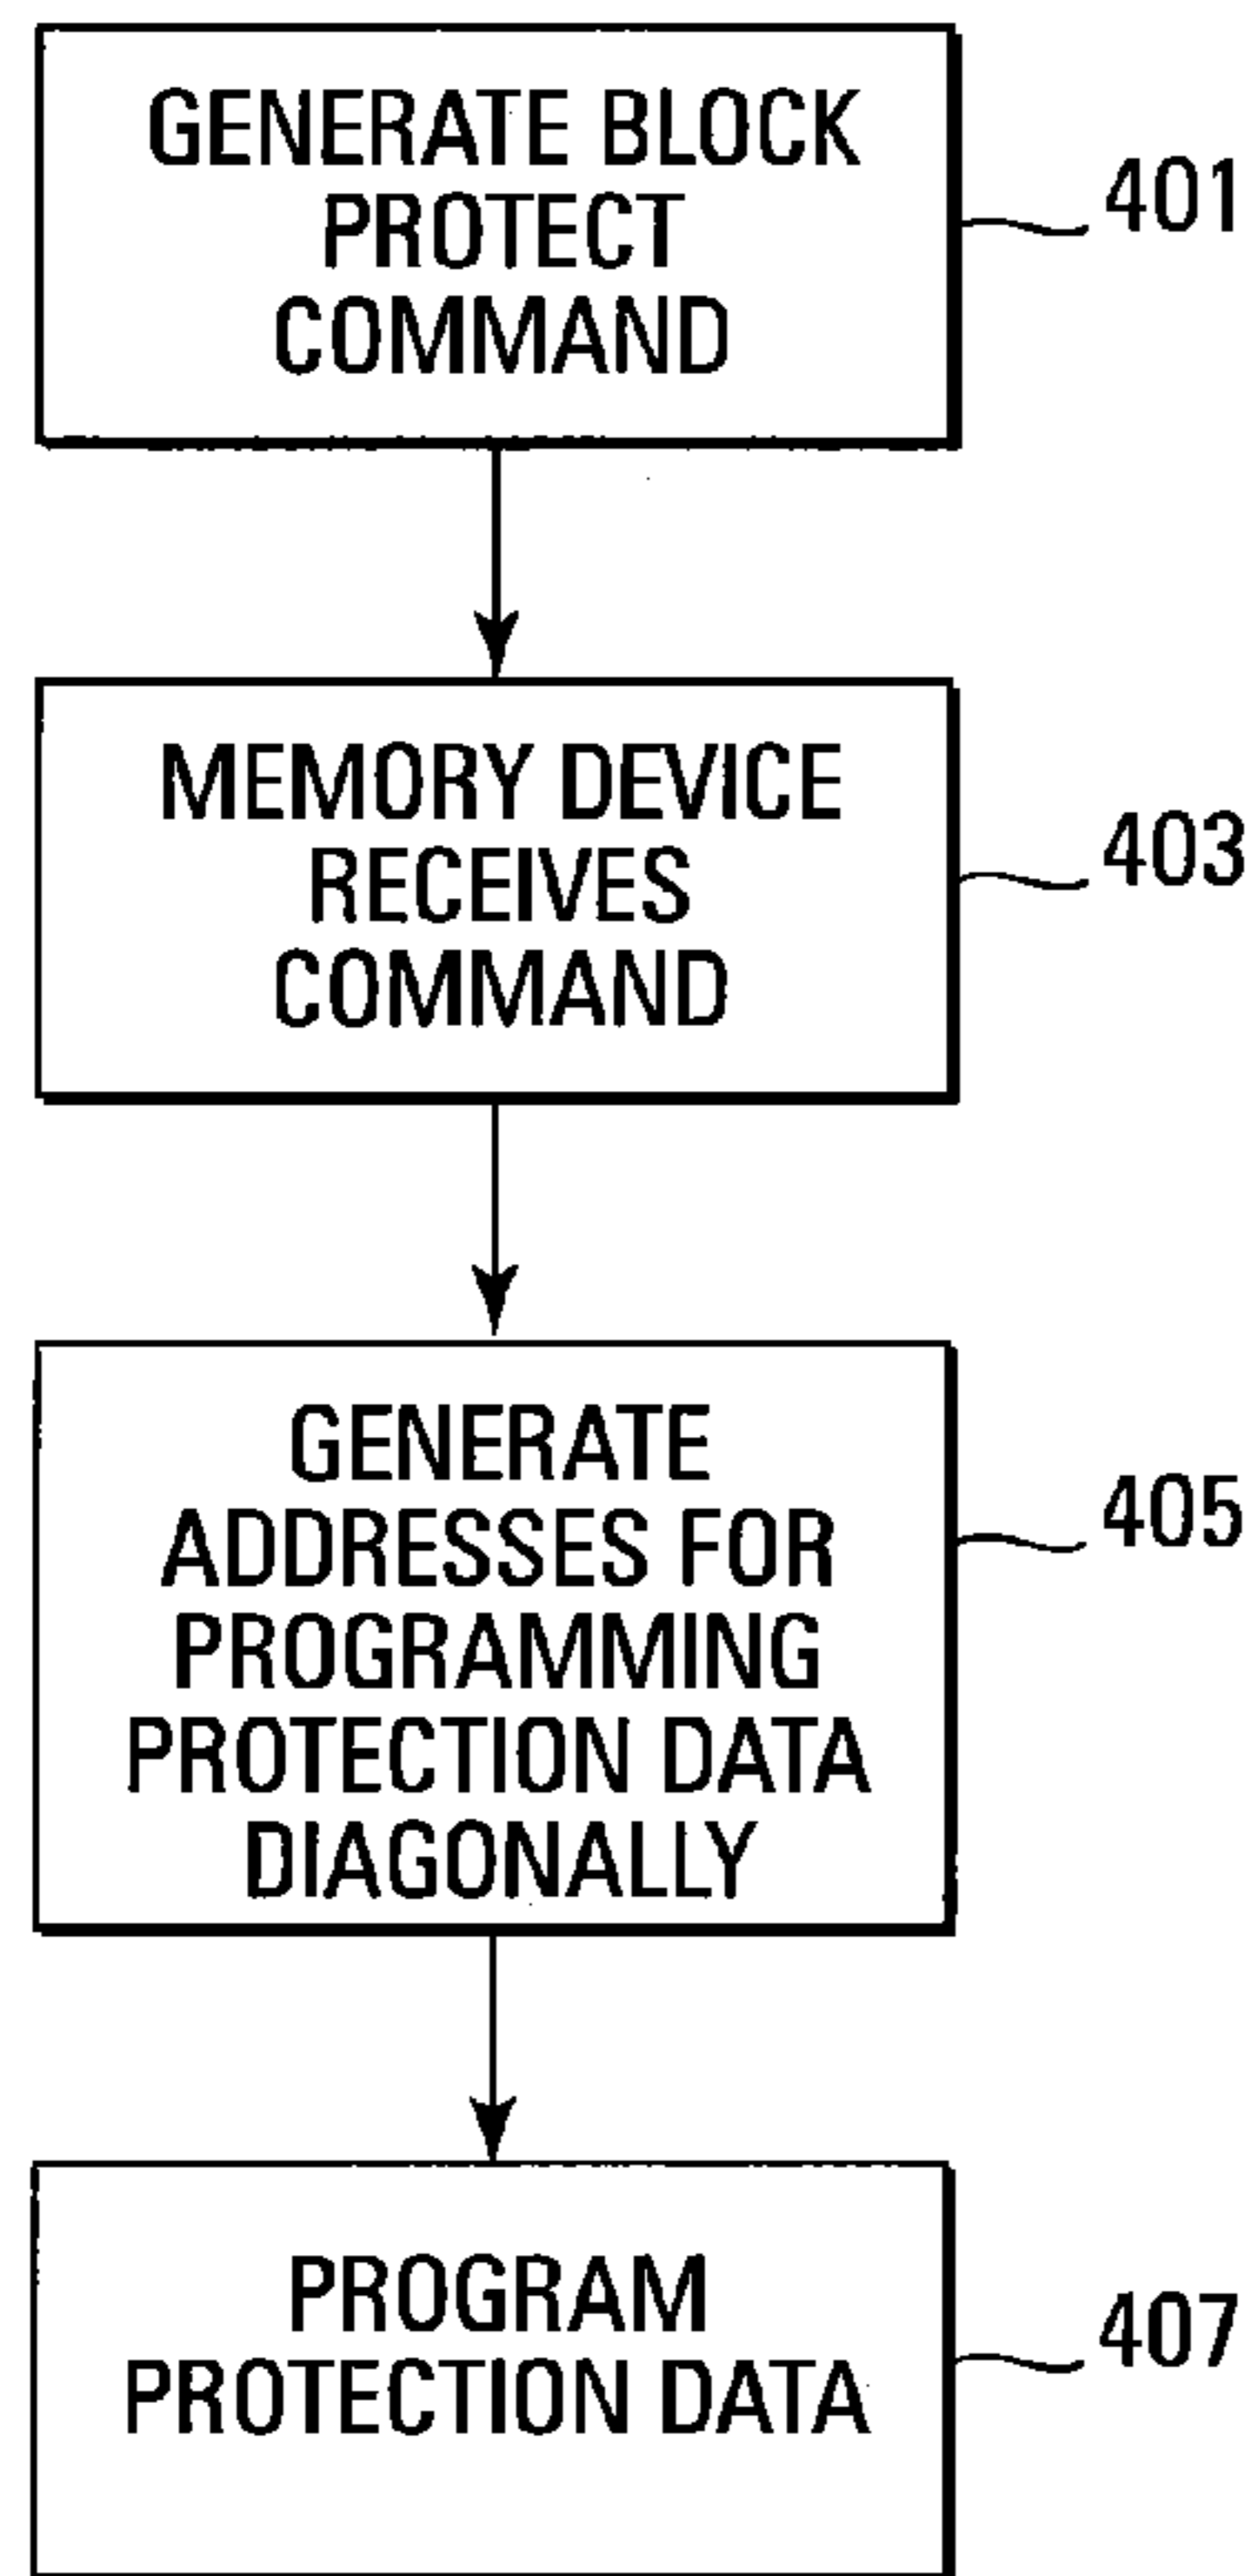 GENERATE BLOCK
PROTECT
COMMAND
401
MEMORY DEVICE
RECEIVES
COMMAND
403
GENERATE
ADDRESSES FOR
PROGRAMMING
PROTECTION DATA
DIAGONALLY
405
PROGRAM
PROTECTION DATA
407